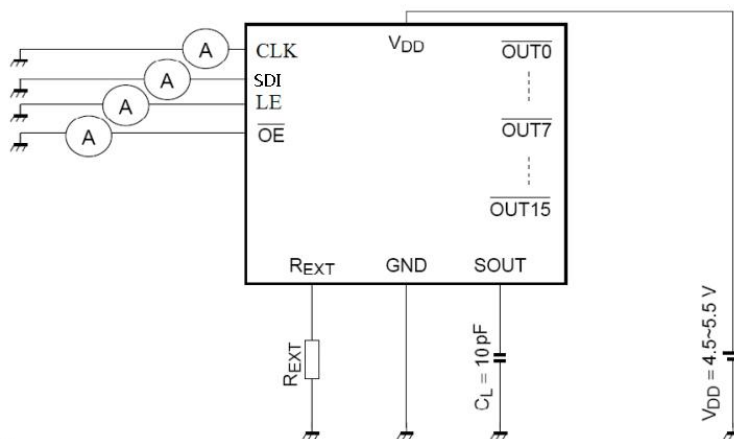 A
CLK
A
SDI
A
LE
A
OE
VDD
OUT0
OUT7
OUT15
REXT
GND
SOUT
REXT
CL = 10 pF
VDD = 4.5~5.5 V